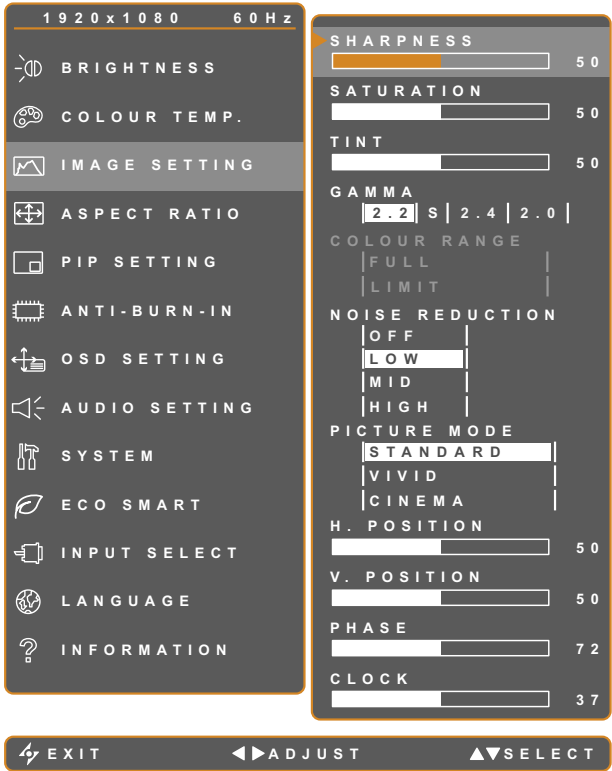 1920x1080 60Hz
BRIGHTNESS
COLOUR TEMP.
IMAGE SETTING
ASPECT RATIO
PIP SETTING
ANTI-BURN-IN
OSD SETTING
AUDIO SETTING
SYSTEM
ECO SMART
INPUT SELECT
LANGUAGE
INFORMATION
SHARPNESS
50
SATURATION
50
TINT
50
GAMMA
2.2 S 2.4 2.0
COLOUR RANGE
FULL
LIMIT
NOISE REDUCTION
OFF
LOW
MID
HIGH
PICTURE MODE
STANDARD
VIVID
CINEMA
H. POSITION
50
V. POSITION
50
PHASE
72
CLOCK
37
EXIT ADJUST SELECT